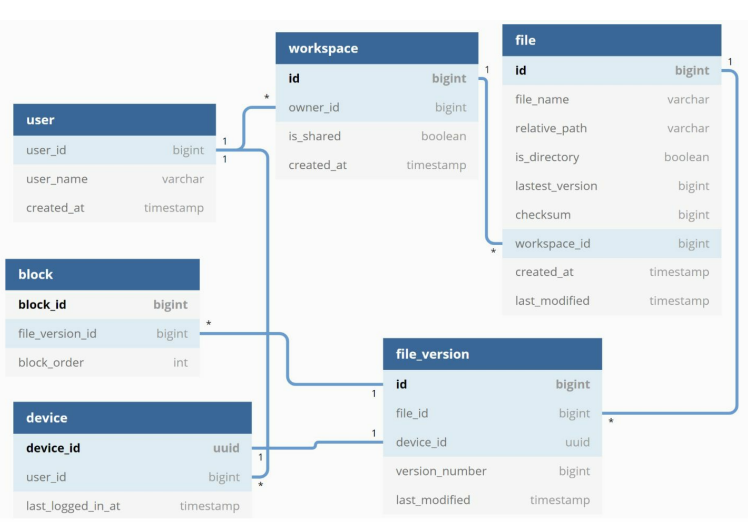 user
user_id bigint
user_name varchar
created_at timestamp
1
1
*
workspace
id bigint
owner_id bigint
is_shared boolean
created_at timestamp
1
*
file
id bigint
file_name varchar
relative_path varchar
is_directory boolean
lastest_version bigint
checksum bigint
workspace_id bigint
created_at timestamp
last_modified timestamp
1
block
block_id bigint
file_version_id bigint
block_order int
*
1
file_version
id bigint
file_id bigint
device_id uuid
version_number bigint
last_modified timestamp
1
*
device
device_id uuid
user_id bigint
last_logged_in_at timestamp
1
*